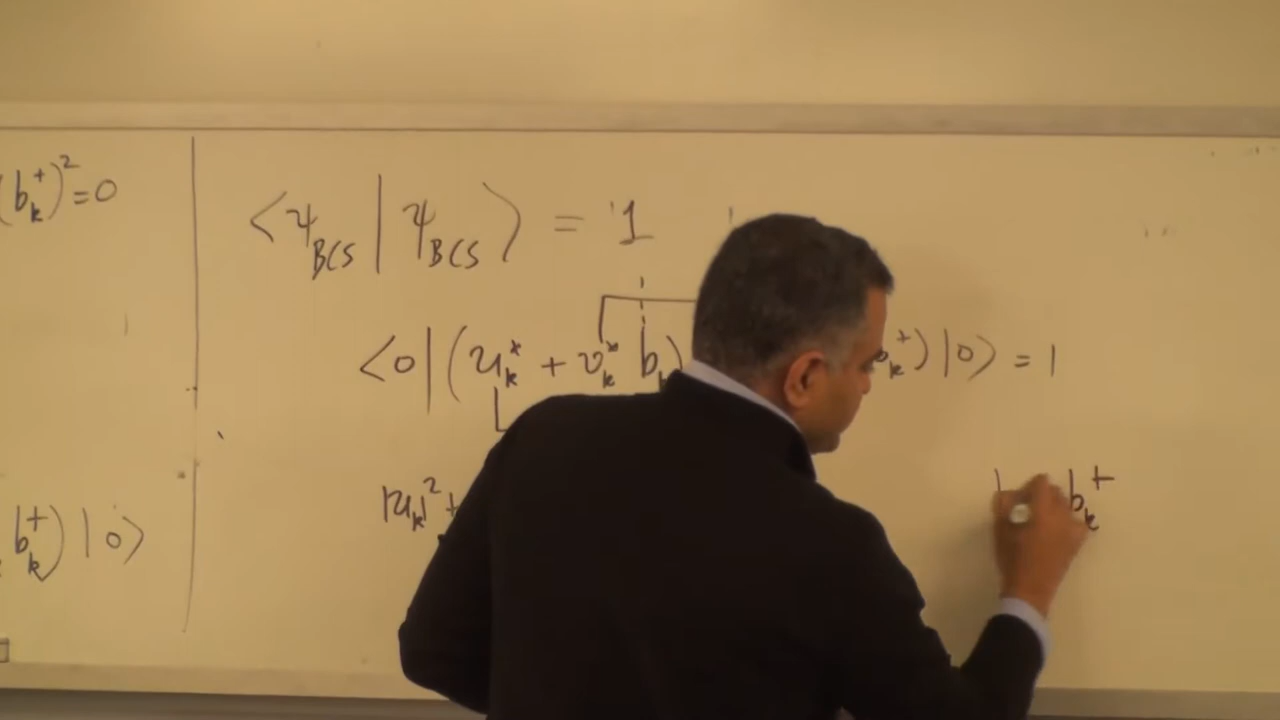 (b_k^+)^2 = 0
⟨ψ_BCS | ψ_BCS⟩ = 1
⟨0| (u_k^* + v_k^* b_k) b_k^+) |0⟩ = 1
|u_k|^2 +
b_k^+
b_k^+) |0⟩